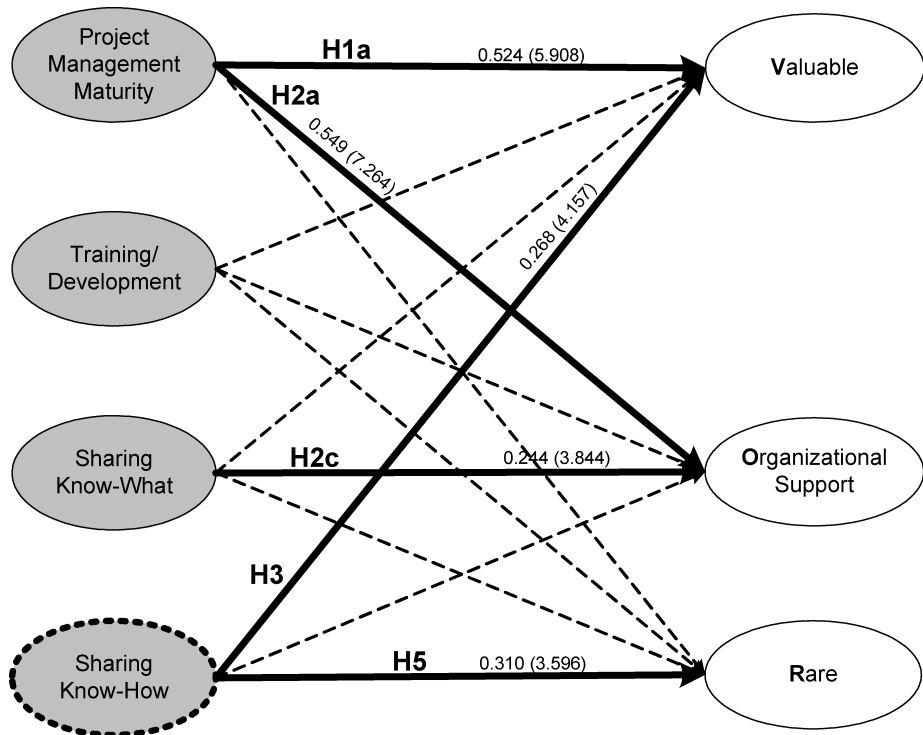 Project
Management
Maturity
H1a
0.524 (5.908)
Valuable
H2a
0.549 (7.264)
0.268 (4.157)
Training/
Development
Sharing
Know-What
H2c
0.244 (3.844)
Organizational
Support
H3
Sharing
Know-How
H5
0.310 (3.596)
Rare